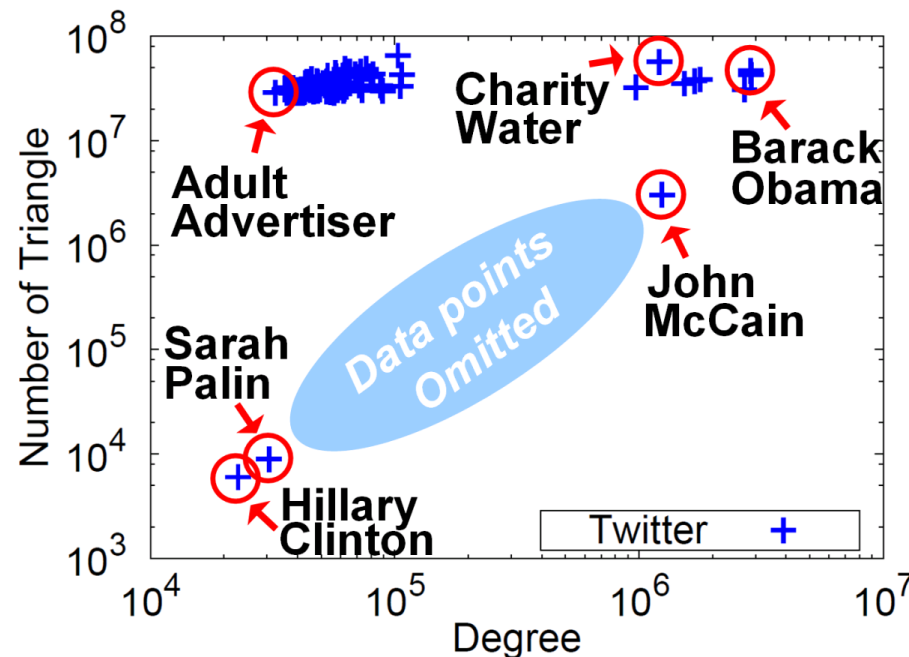 10^8
10^7
10^6
10^5
10^4
10^3
Number of Triangle
Adult
Advertiser
Charity
Water
Barack
Obama
John
McCain
Data points
Omitted
Sarah
Palin
Hillary
Clinton
Twitter
10^4
10^5
10^6
10^7
Degree